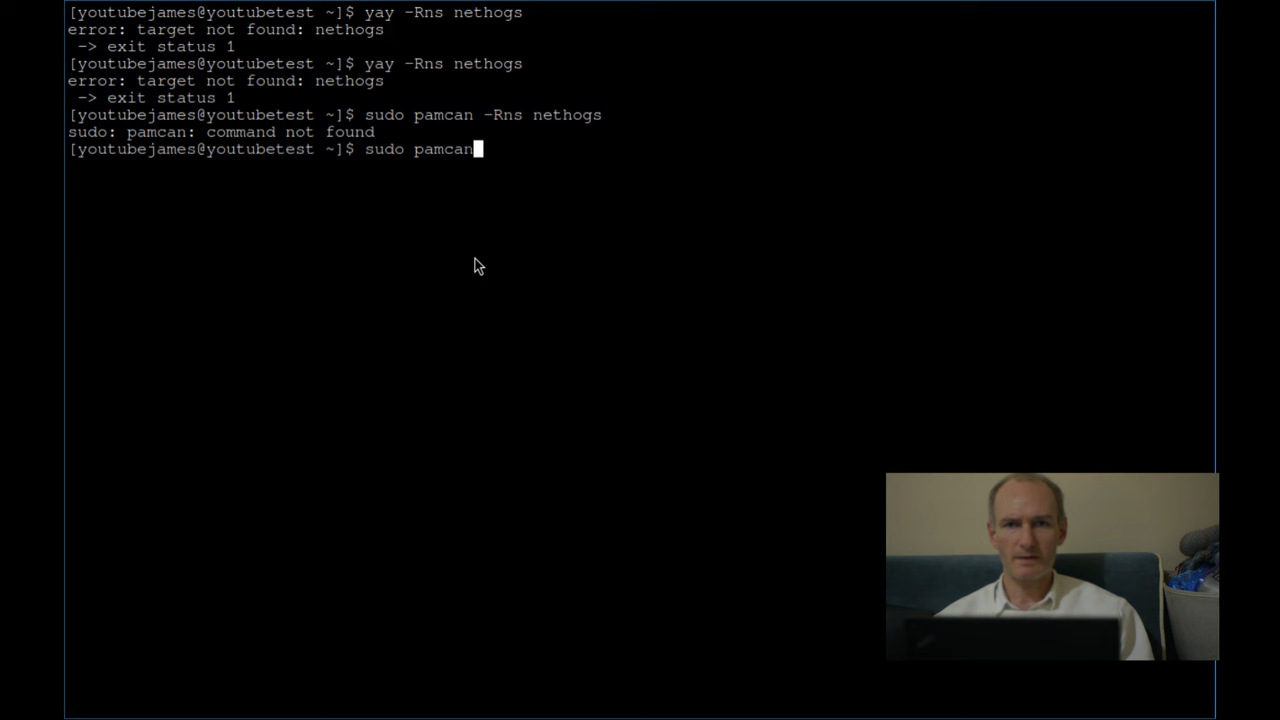 [youtubejames@youtubetest ~]$ yay -Rns nethogs
error: target not found: nethogs
 -> exit status 1
[youtubejames@youtubetest ~]$ yay -Rns nethogs
error: target not found: nethogs
 -> exit status 1
[youtubejames@youtubetest ~]$ sudo pamcan -Rns nethogs
sudo: pamcan: command not found
[youtubejames@youtubetest ~]$ sudo pamcan